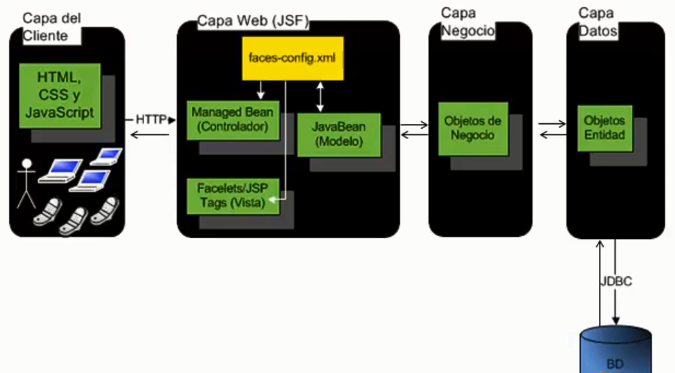 Capa del
Cliente
HTML,
CSS y
JavaScript
HTTP
Capa Web (JSF)
faces-config.xml
Managed Bean
(Controlador)
JavaBean
(Modelo)
Facelets/JSP
Tags (Vista)
Capa
Negocio
Objetos de
Negocio
Capa
Datos
Objetos
Entidad
JDBC
BD